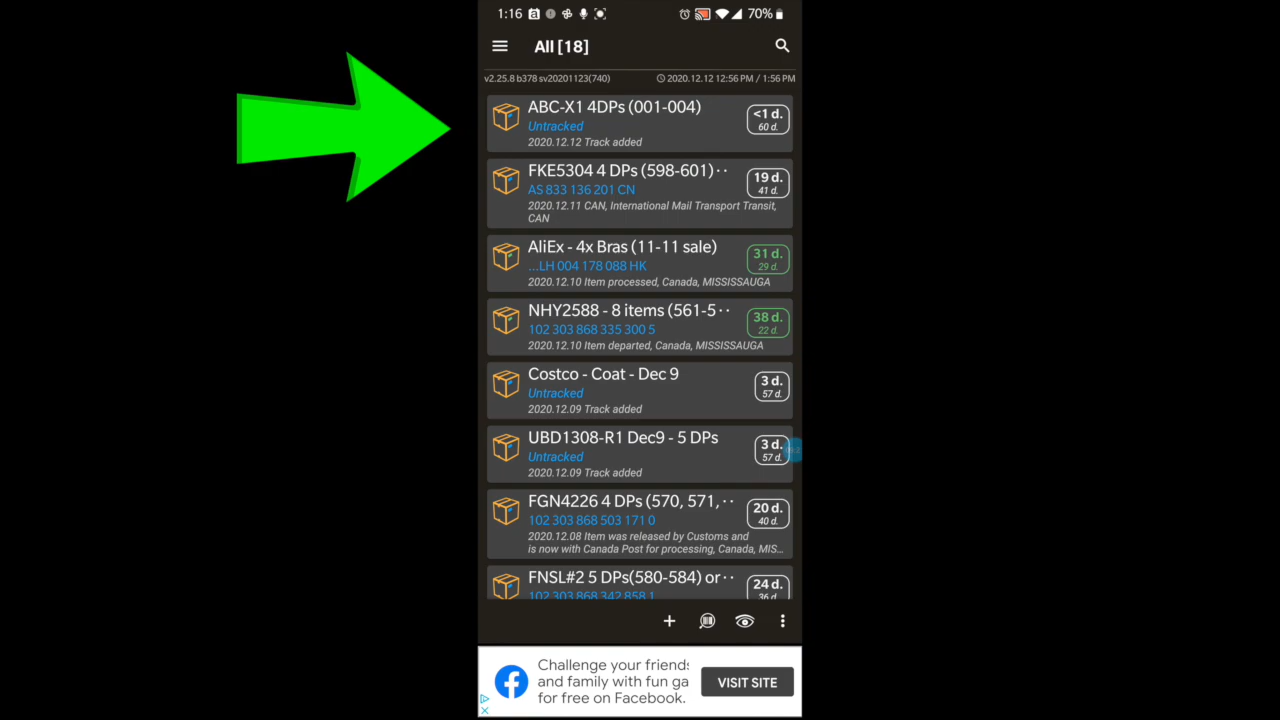 1:16 70%
All [18]
v2.25.8 b378 sv20201123(740) 2020.12.12 12:56 PM / 1:56 PM
ABC-X1 4DPs (001-004)
<1 d.
Untracked
60 d.
2020.12.12 Track added
FKE5304 4 DPs (598-601)··
19 d.
AS 833 136 201 CN
41 d.
2020.12.11 CAN, International Mail Transport Transit,
CAN
AliEx - 4x Bras (11-11 sale)
31 d.
...LH 004 178 088 HK
29 d.
2020.12.10 Item processed, Canada, MISSISSAUGA
NHY2588 - 8 items (561-5··
38 d.
102 303 868 335 300 5
22 d.
2020.12.10 Item departed, Canada, MISSISSAUGA
Costco - Coat - Dec 9
3 d.
Untracked
57 d.
2020.12.09 Track added
UBD1308-R1 Dec9 - 5 DPs
3 d.
Untracked
57 d.
2020.12.09 Track added
FGN4226 4 DPs (570, 571,··
20 d.
102 303 868 503 171 0
40 d.
2020.12.08 Item was released by Customs and
is now with Canada Post for processing, Canada, MIS...
FNSL#2 5 DPs(580-584) or··
24 d.
102 303 868 342 858 1
36 d.
Challenge your friends
and family with fun ga
for free on Facebook.
VISIT SITE